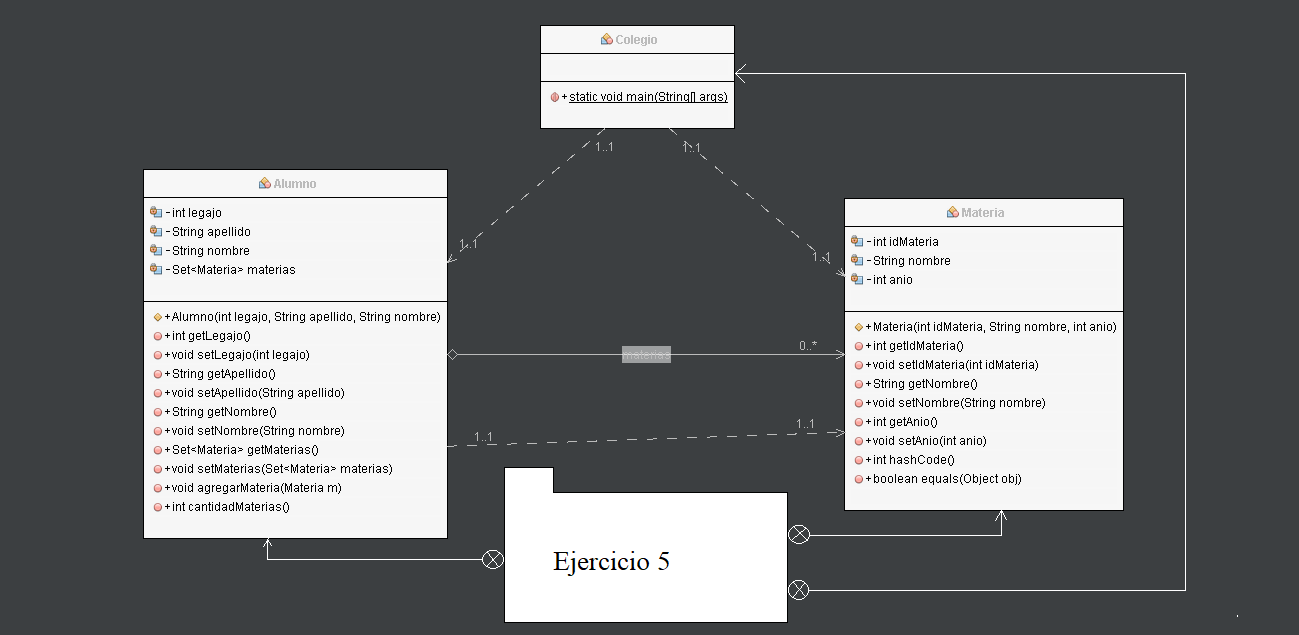 Colegio
+static void main(String[] args)
1..1
1..1
Alumno
-int legajo
-String apellido
-String nombre
-Set<Materia> materias
+Alumno(int legajo, String apellido, String nombre)
+int getLegajo()
+void setLegajo(int legajo)
+String getApellido()
+void setApellido(String apellido)
+String getNombre()
+void setNombre(String nombre)
+Set<Materia> getMaterias()
+void setMaterias(Set<Materia> materias)
+void agregarMateria(Materia m)
+int cantidadMaterias()
1..1
1..1
materias
0..*
1..1
1..1
Materia
-int idMateria
-String nombre
-int anio
+Materia(int idMateria, String nombre, int anio)
+int getIdMateria()
+void setIdMateria(int idMateria)
+String getNombre()
+void setNombre(String nombre)
+int getAnio()
+void setAnio(int anio)
+int hashCode()
+boolean equals(Object obj)
Ejercicio 5